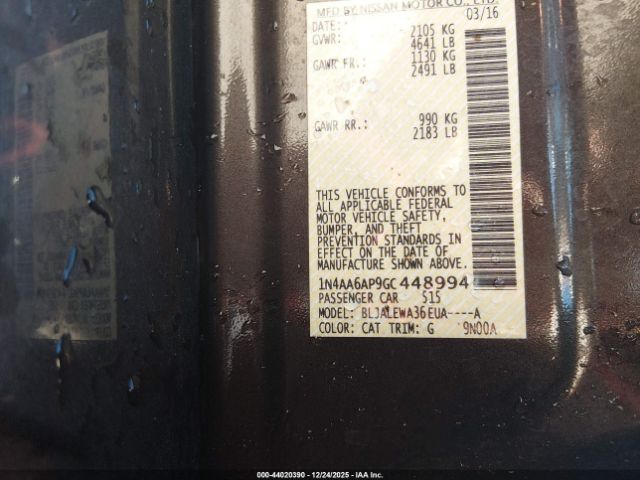 MFD BY NISSAN MOTOR CO., LTD.
DATE: 03/16
GVWR: 2105 KG
4641 LB
GAWR FR.: 1130 KG
2491 LB
GAWR RR.: 990 KG
2183 LB
THIS VEHICLE CONFORMS TO
ALL APPLICABLE FEDERAL
MOTOR VEHICLE SAFETY,
BUMPER, AND THEFT
PREVENTION STANDARDS IN
EFFECT ON THE DATE OF
MANUFACTURE SHOWN ABOVE.
1N4AA6AP9GC448994
PASSENGER CAR 515
MODEL: BLJALEWA36EUA----A
COLOR: CAT TRIM: G 9N00A
000-44020390 - 12/24/2025 - IAA Inc.